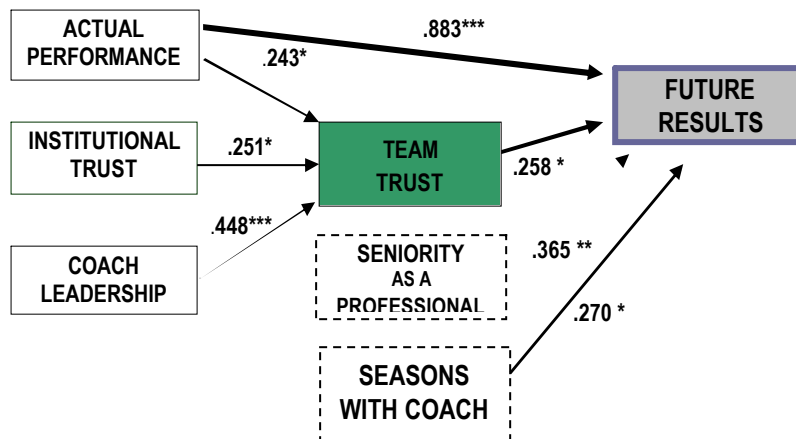 ACTUAL
PERFORMANCE
.883***
.243*
FUTURE
RESULTS
INSTITUTIONAL
TRUST
.251*
TEAM
TRUST
.258 *
.448***
COACH
LEADERSHIP
SENIORITY
AS A
PROFESSIONAL
.365 **
.270 *
SEASONS
WITH COACH